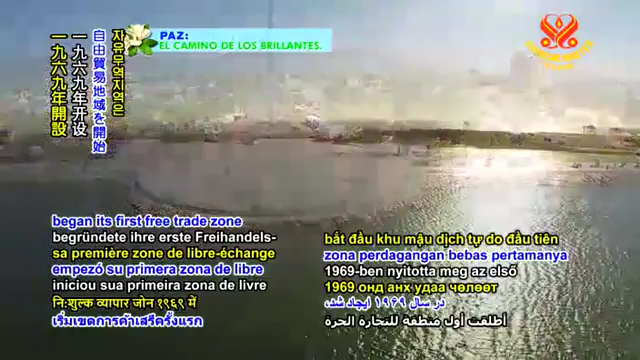 PAZ:
EL CAMINO DE LOS BRILLANTES.
자유무역지역은
自由貿易地域を開始
一九六九年开设
一九六九年開設
began its first free trade zone
begründete ihre erste Freihandels-
sa première zone de libre-échange
empezó su primera zona de libre
iniciou sua primeira zona de livre
नि:शुल्क व्यापार जोन १९६९ में
เริ่มเขตการค้าเสรีครั้งแรก
bắt đầu khu mậu dịch tự do đầu tiên
zona perdagangan bebas pertamanya
1969-ben nyitotta meg az első
1969 онд анх удаа чөлөөт
در سال ۱۹۶۹ ایجاد شد،
أطلقت أول منطقة للتجارة الحرة